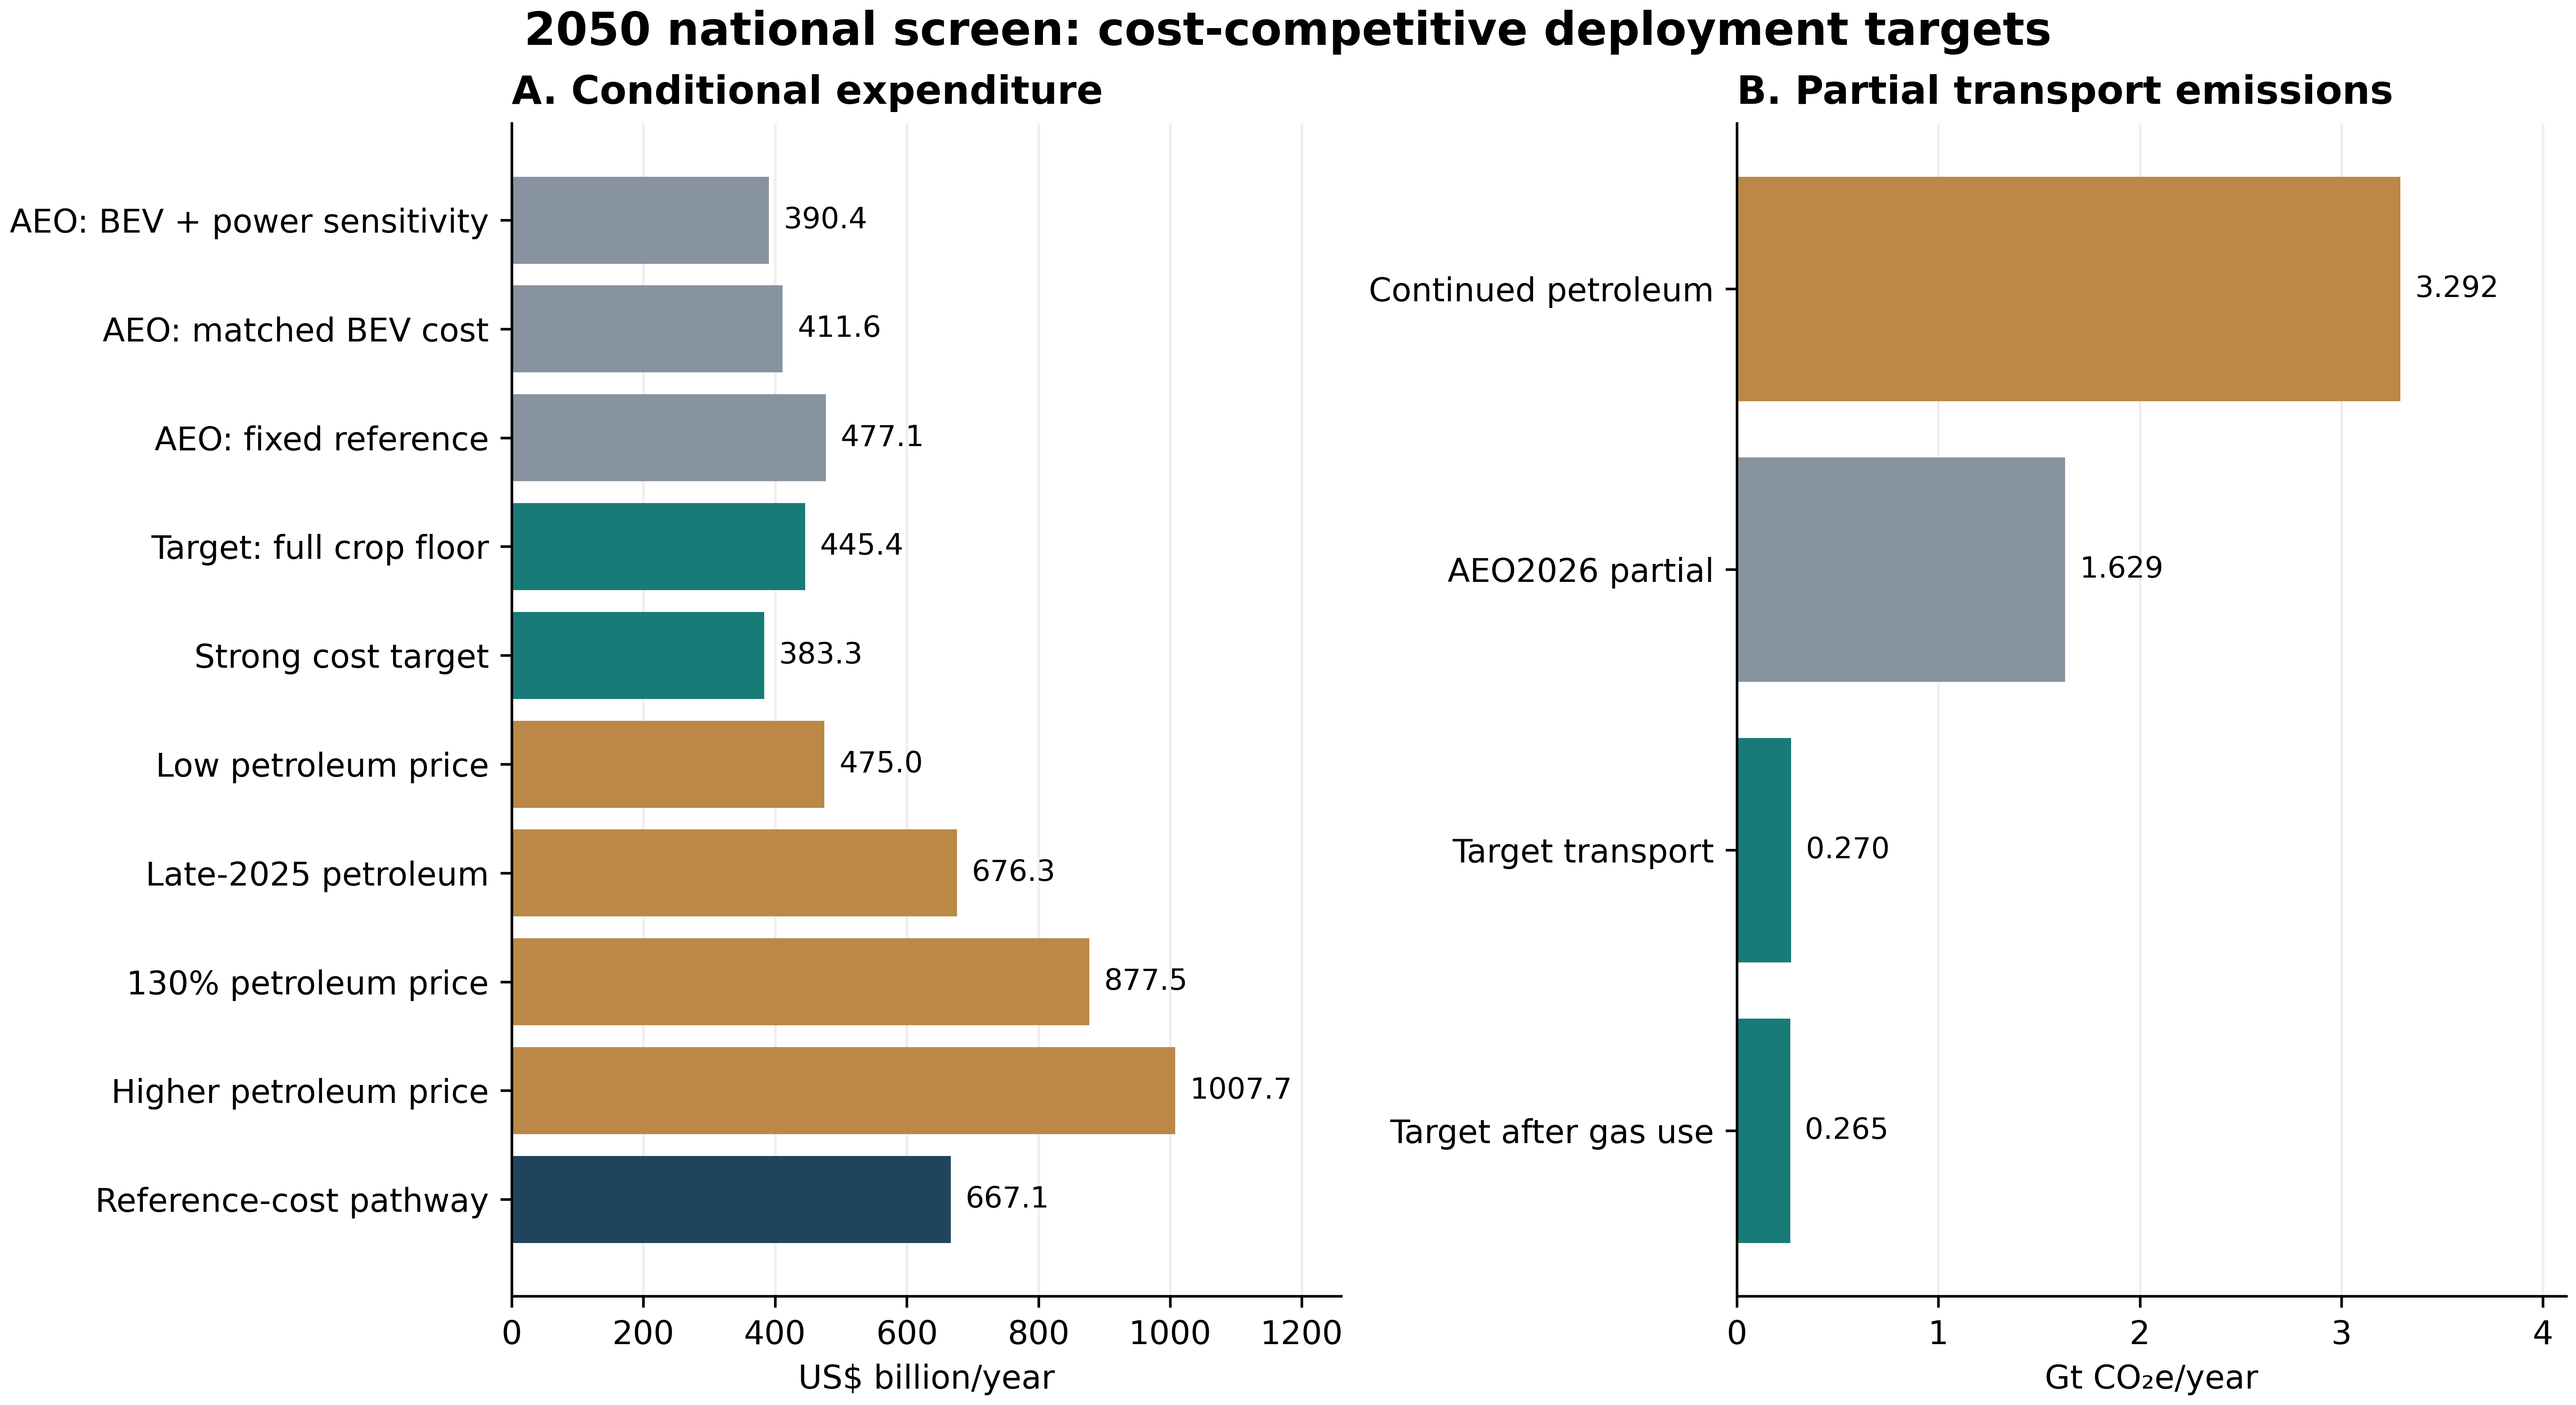 2050 national screen: cost-competitive deployment targets
A. Conditional expenditure
AEO: BEV + power sensitivity 390.4
AEO: matched BEV cost 411.6
AEO: fixed reference 477.1
Target: full crop floor 445.4
Strong cost target 383.3
Low petroleum price 475.0
Late-2025 petroleum 676.3
130% petroleum price 877.5
Higher petroleum price 1007.7
Reference-cost pathway 667.1
0 200 400 600 800 1000 1200
US$ billion/year
B. Partial transport emissions
Continued petroleum 3.292
AEO2026 partial 1.629
Target transport 0.270
Target after gas use 0.265
0 1 2 3 4
Gt CO₂e/year